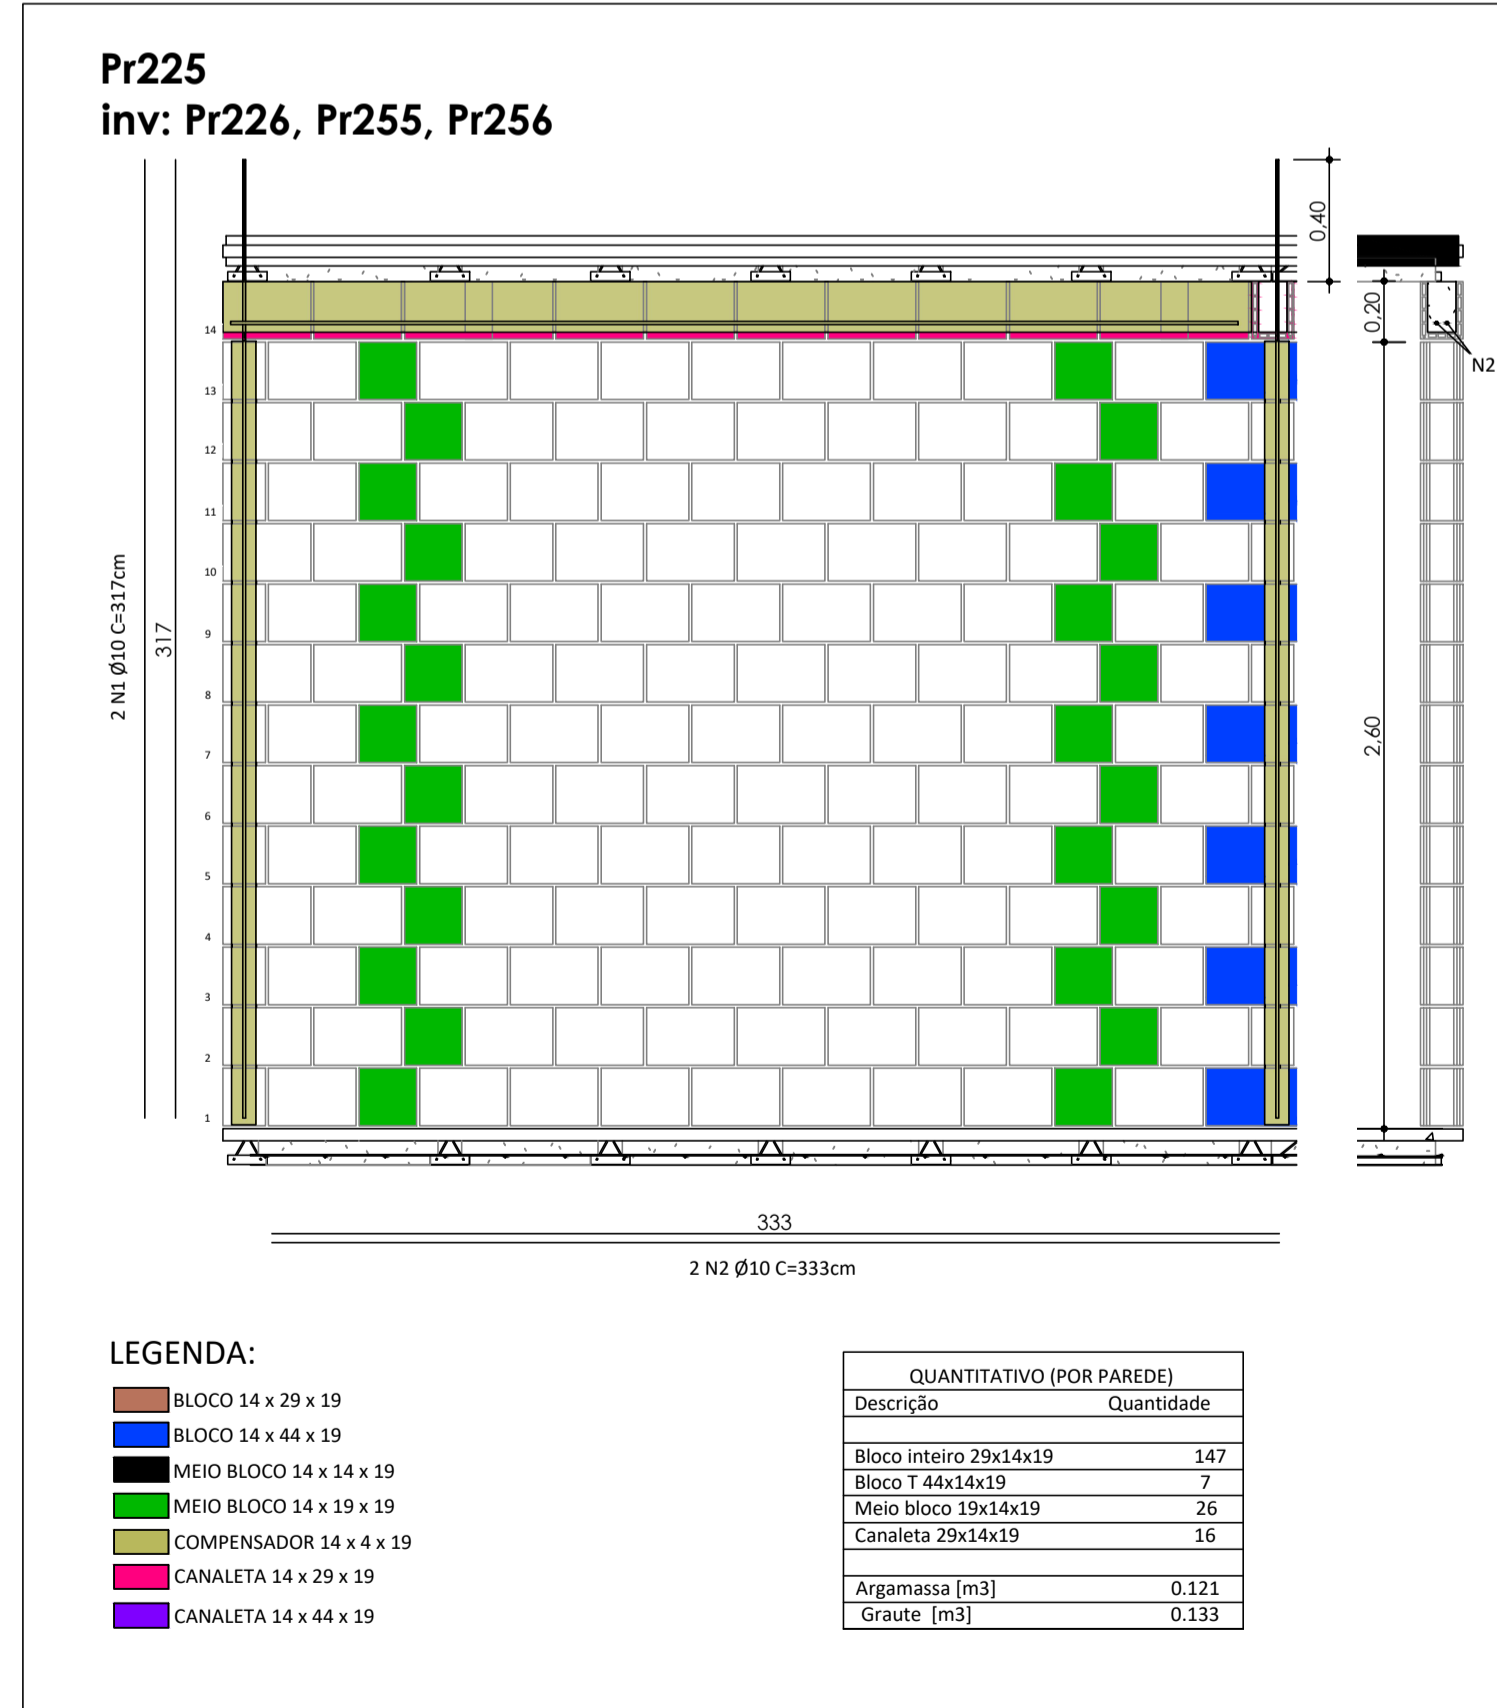 Pr225
inv: Pr226, Pr255, Pr256
0,40
0,20
N2
14
13
12
11
10
9
8
7
6
5
4
3
2
1
2 N1 Ø10 C=317cm
317
2,60
333
2 N2 Ø10 C=333cm
LEGENDA:
BLOCO 14 x 29 x 19
BLOCO 14 x 44 x 19
MEIO BLOCO 14 x 14 x 19
MEIO BLOCO 14 x 19 x 19
COMPENSADOR 14 x 4 x 19
CANALETA 14 x 29 x 19
CANALETA 14 x 44 x 19
QUANTITATIVO (POR PAREDE)
Descrição Quantidade
Bloco inteiro 29x14x19 147
Bloco T 44x14x19 7
Meio bloco 19x14x19 26
Canaleta 29x14x19 16
Argamassa [m3] 0.121
Graute [m3] 0.133